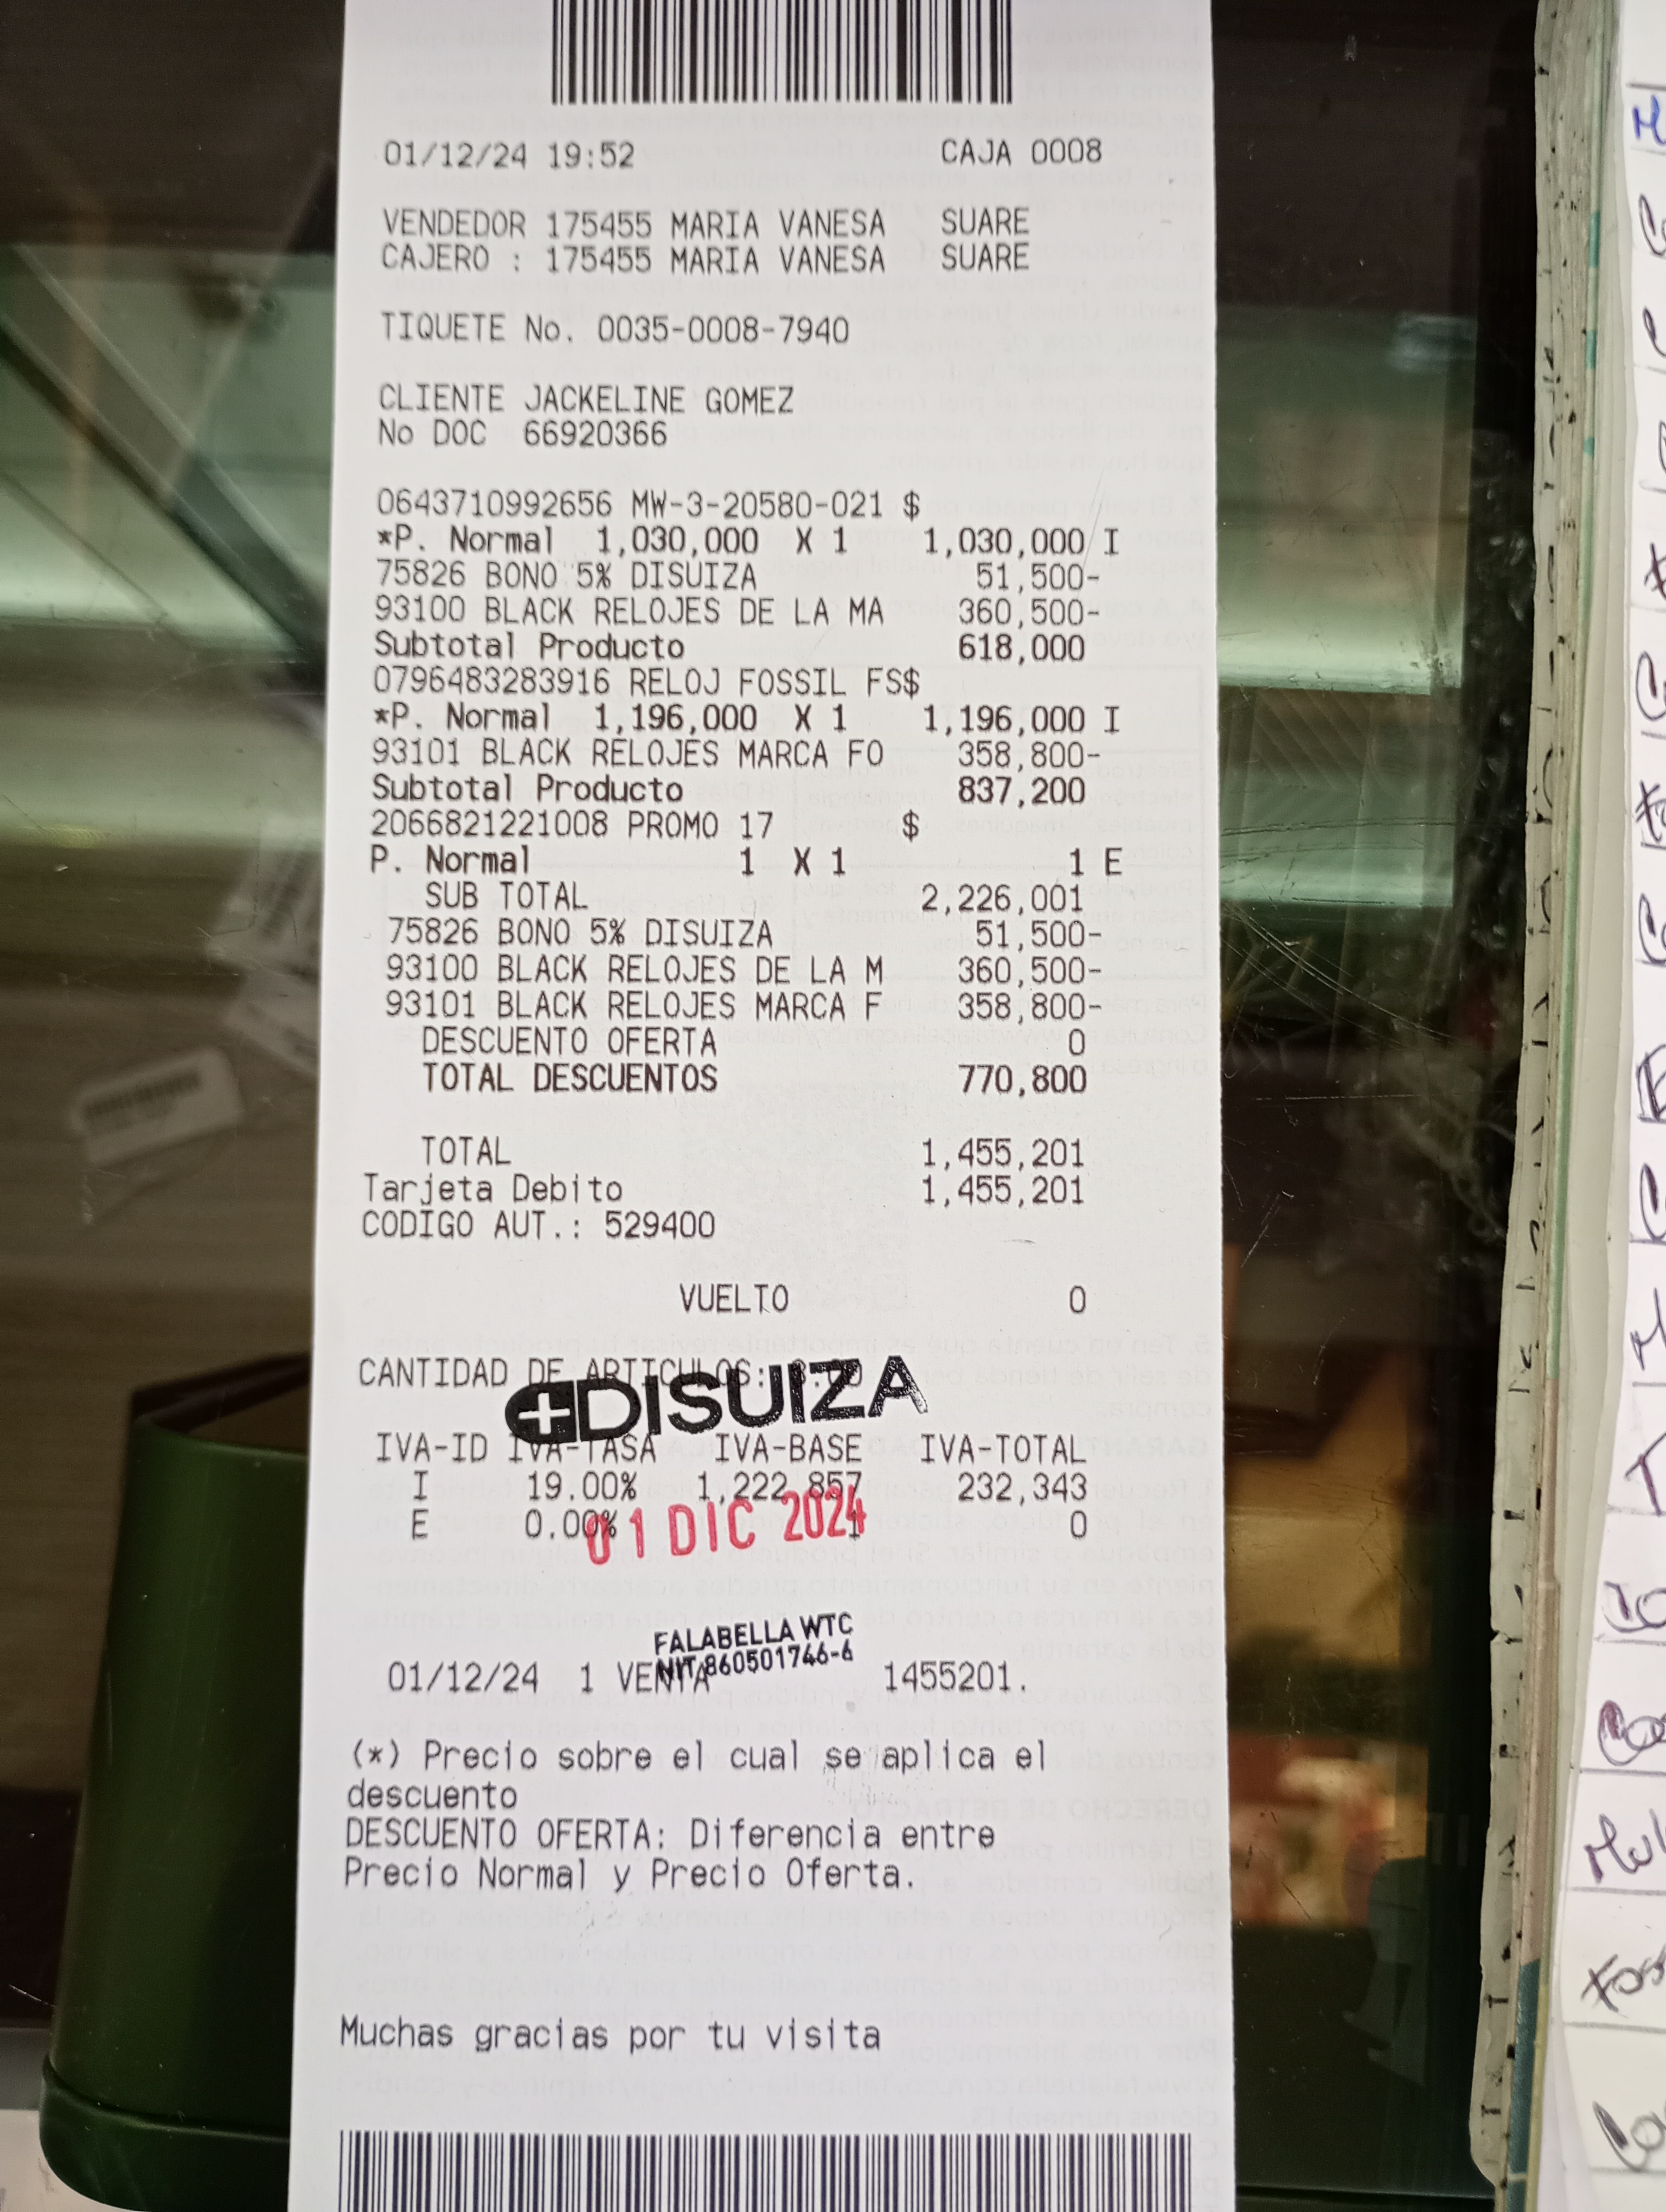 01/12/24 19:52 CAJA 0008
VENDEDOR 175455 MARIA VANESA SUARE
CAJERO : 175455 MARIA VANESA SUARE
TIQUETE No. 0035-0008-7940
CLIENTE JACKELINE GOMEZ
No DOC 66920366
0643710992656 MW-3-20580-021 $
*P. Normal 1,030,000 X 1 1,030,000 I
75826 BONO 5% DISUIZA 51,500-
93100 BLACK RELOJES DE LA MA 360,500-
Subtotal Producto 618,000
0796483283916 RELOJ FOSSIL FS$
*P. Normal 1,196,000 X 1 1,196,000 I
93101 BLACK RELOJES MARCA FO 358,800-
Subtotal Producto 837,200
2066821221008 PROMO 17 $
P. Normal 1 X 1 1 E
SUB TOTAL 2,226,001
75826 BONO 5% DISUIZA 51,500-
93100 BLACK RELOJES DE LA M 360,500-
93101 BLACK RELOJES MARCA F 358,800-
DESCUENTO OFERTA 0
TOTAL DESCUENTOS 770,800
TOTAL 1,455,201
Tarjeta Debito 1,455,201
CODIGO AUT.: 529400
VUELTO 0
CANTIDAD DE ARTICULOS:
DISUIZA
IVA-ID IVA-TASA IVA-BASE IVA-TOTAL
I 19.00% 1,222,857 232,343
E 0.00% 1 0
01 DIC 2024
FALABELLA WTC
NIT 860501746-6
01/12/24 1 VENTA 1455201.
(*) Precio sobre el cual se aplica el
descuento
DESCUENTO OFERTA: Diferencia entre
Precio Normal y Precio Oferta.
Muchas gracias por tu visita